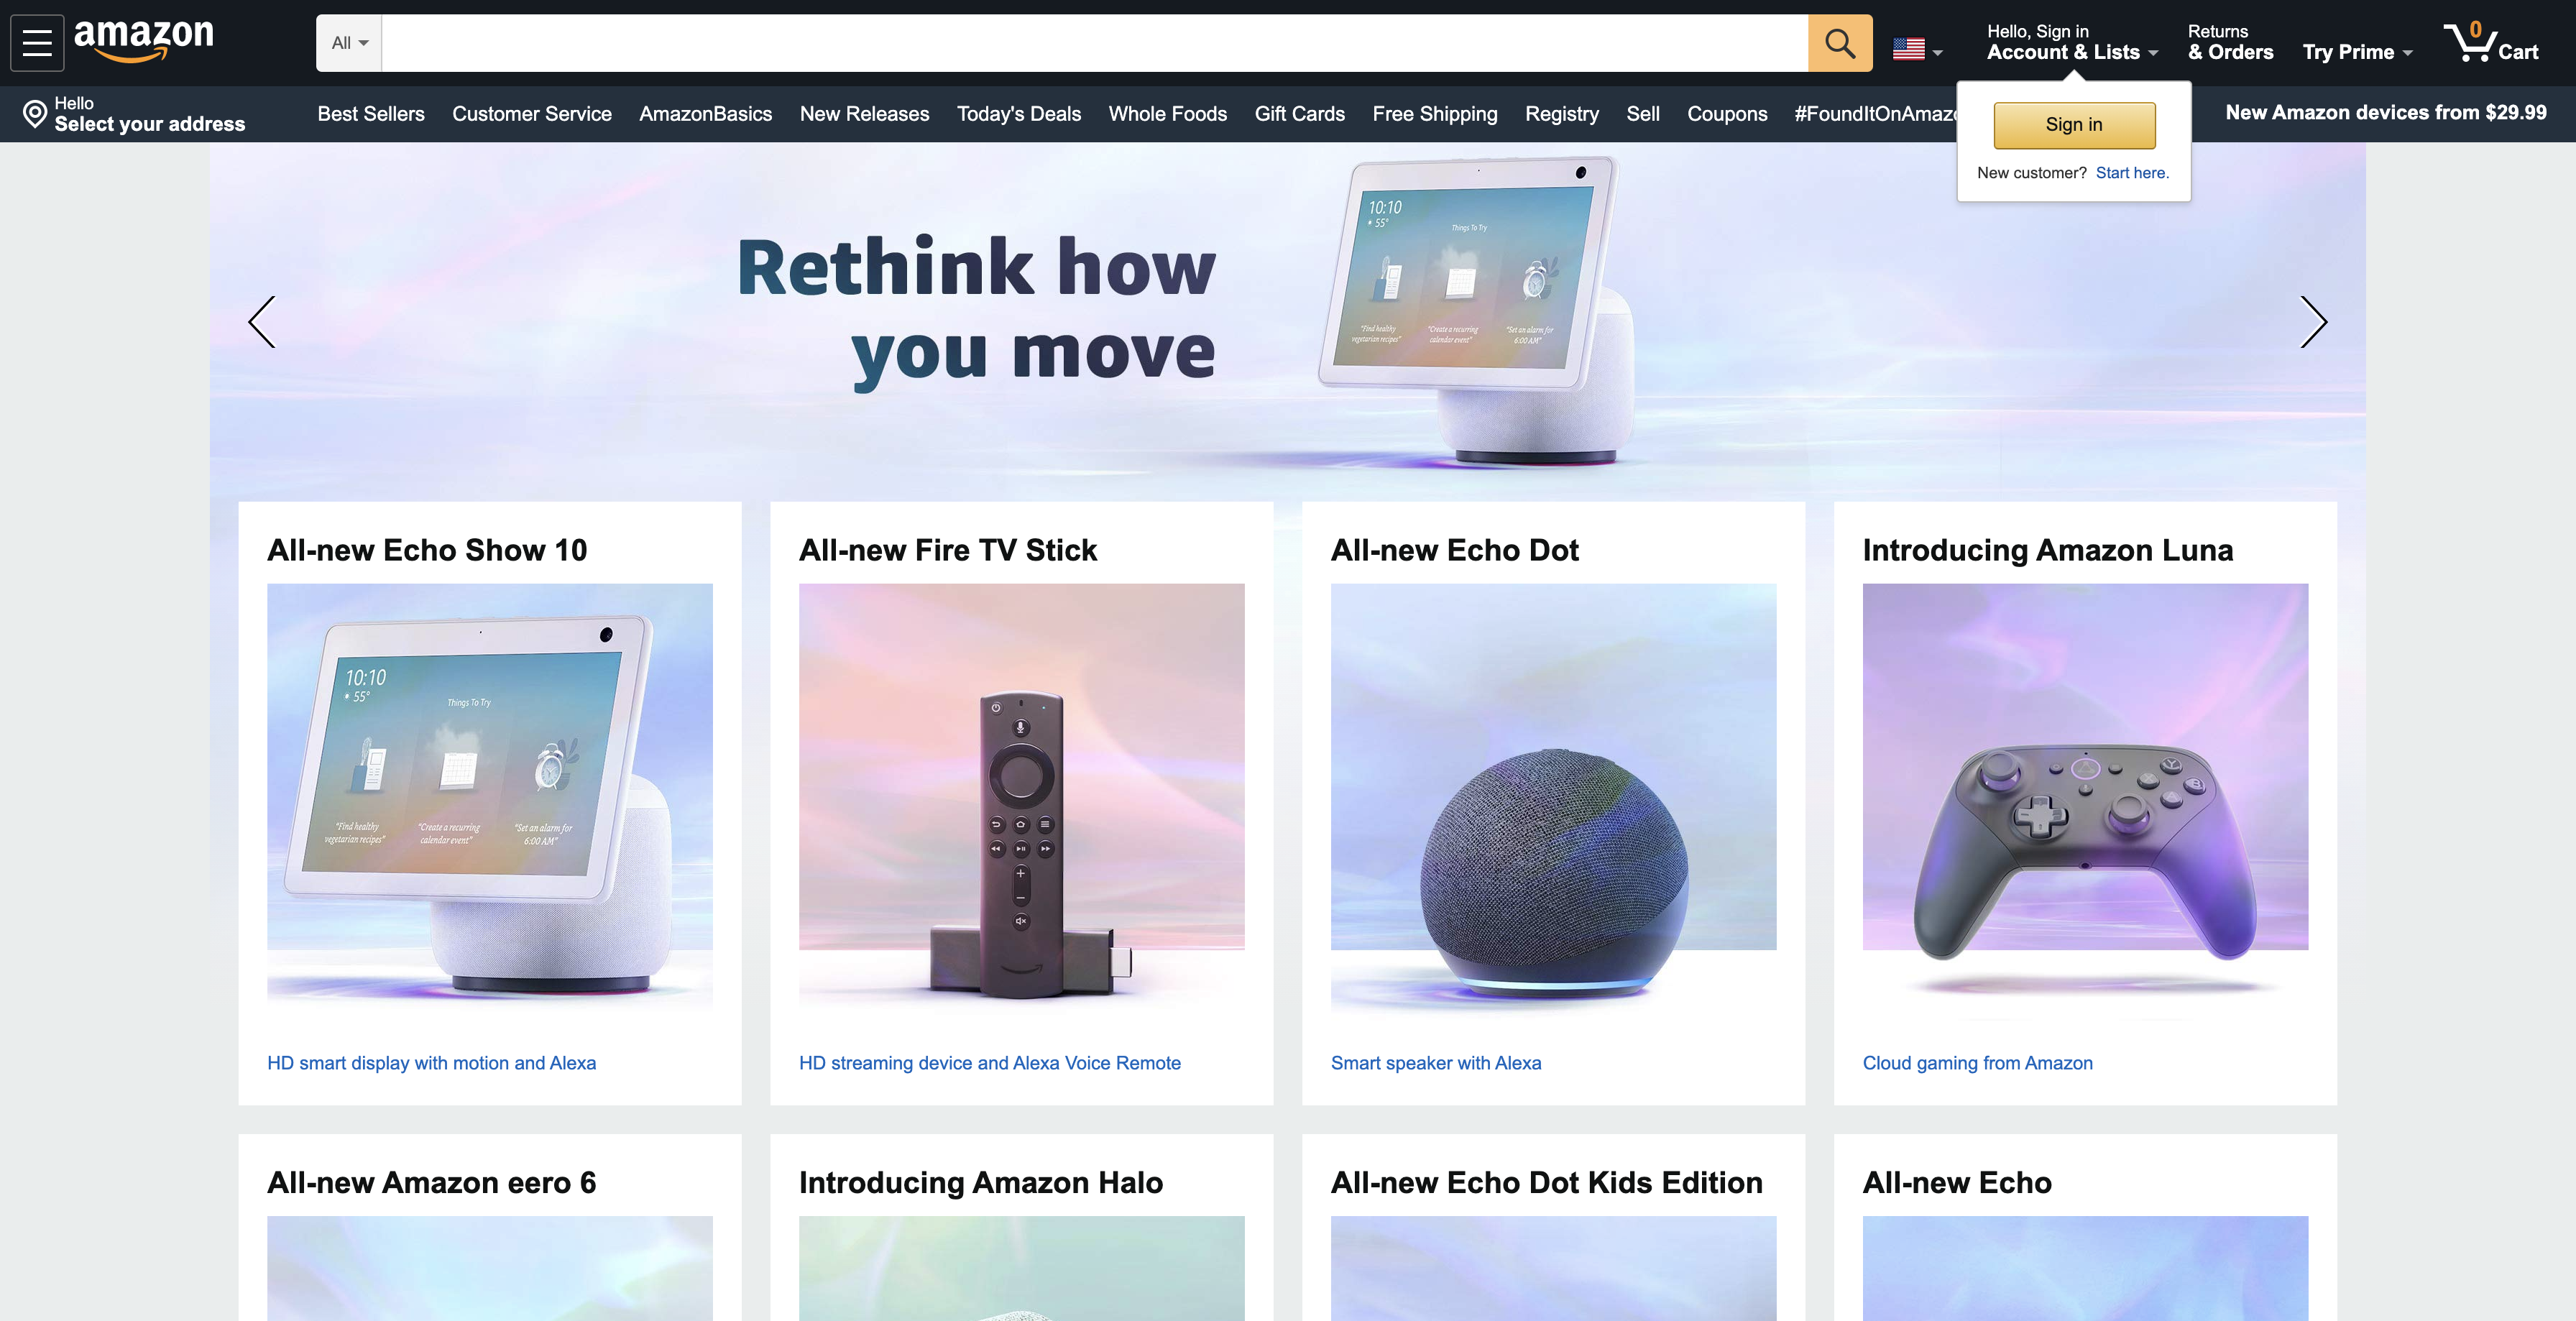 amazon
All
Hello, Sign in
Account & Lists
Returns
& Orders
Try Prime
0
Cart
Hello
Select your address
Best Sellers
Customer Service
AmazonBasics
New Releases
Today's Deals
Whole Foods
Gift Cards
Free Shipping
Registry
Sell
Coupons
#FoundItOnAmazo
New Amazon devices from $29.99
Sign in
New customer? Start here.
Rethink how
you move
10:10
55°
Things To Try
"Find healthy
vegetarian recipes"
"Create a recurring
calendar event"
"Set an alarm for
6:00 AM"
All-new Echo Show 10
10:10
55°
Things To Try
"Find healthy
vegetarian recipes"
"Create a recurring
calendar event"
"Set an alarm for
6:00 AM"
HD smart display with motion and Alexa
All-new Fire TV Stick
HD streaming device and Alexa Voice Remote
All-new Echo Dot
Smart speaker with Alexa
Introducing Amazon Luna
Y
X
B
A
Cloud gaming from Amazon
All-new Amazon eero 6
Introducing Amazon Halo
All-new Echo Dot Kids Edition
All-new Echo